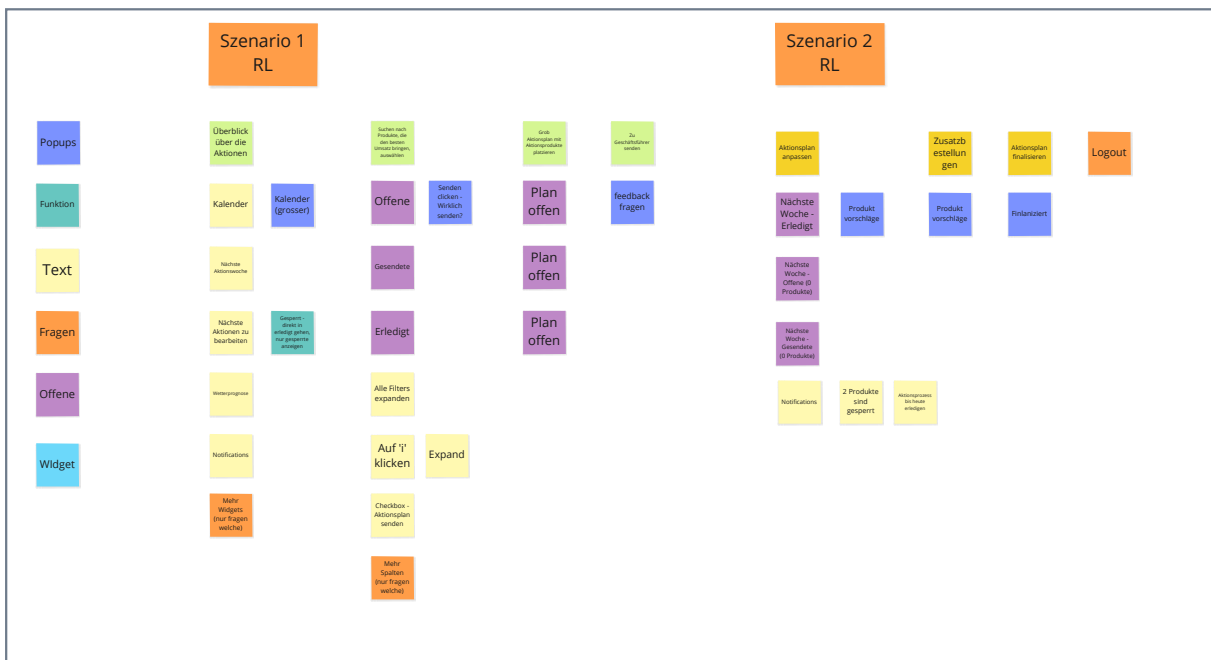 Szenario 1
RL
Szenario 2
RL
Popups
Funktion
Text
Fragen
Offene
WIdget
Überblick
über die
Aktionen
Kalender
Kalender
(grosser)
Nächste
Aktionswoche
Nächste
Aktionen zu
bearbeiten
Gesperrt -
direkt in
erledigt gehen,
nur gesperrte
anzeigen
Wetterprognose
Notifications
Mehr
Widgets
(nur fragen
welche)
Suchen nach
Produkte, die
den besten
Umsatz bringen,
auswählen
Offene
Senden
clicken -
Wirklich
senden?
Gesendete
Erledigt
Alle Filters
expanden
Auf 'i'
klicken
Expand
Checkbox -
Aktionsplan
senden
Mehr
Spalten
(nur fragen
welche)
Grob
Aktionsplan mit
Aktionsprodukte
platzieren
Plan
offen
Plan
offen
Plan
offen
Zu
Geschäftsführer
senden
feedback
fragen
Aktionsplan
anpassen
Nächste
Woche -
Erledigt
Produkt
vorschläge
Nächste
Woche -
Offene (0
Produkte)
Nächste
Woche -
Gesendete
(0 Produkte)
Notifications
2 Produkte
sind
gesperrt
Aktionsprozess
bis heute
erledigen
Zusatzb
estellun
gen
Produkt
vorschläge
Aktionsplan
finalisieren
Finlaniziert
Logout